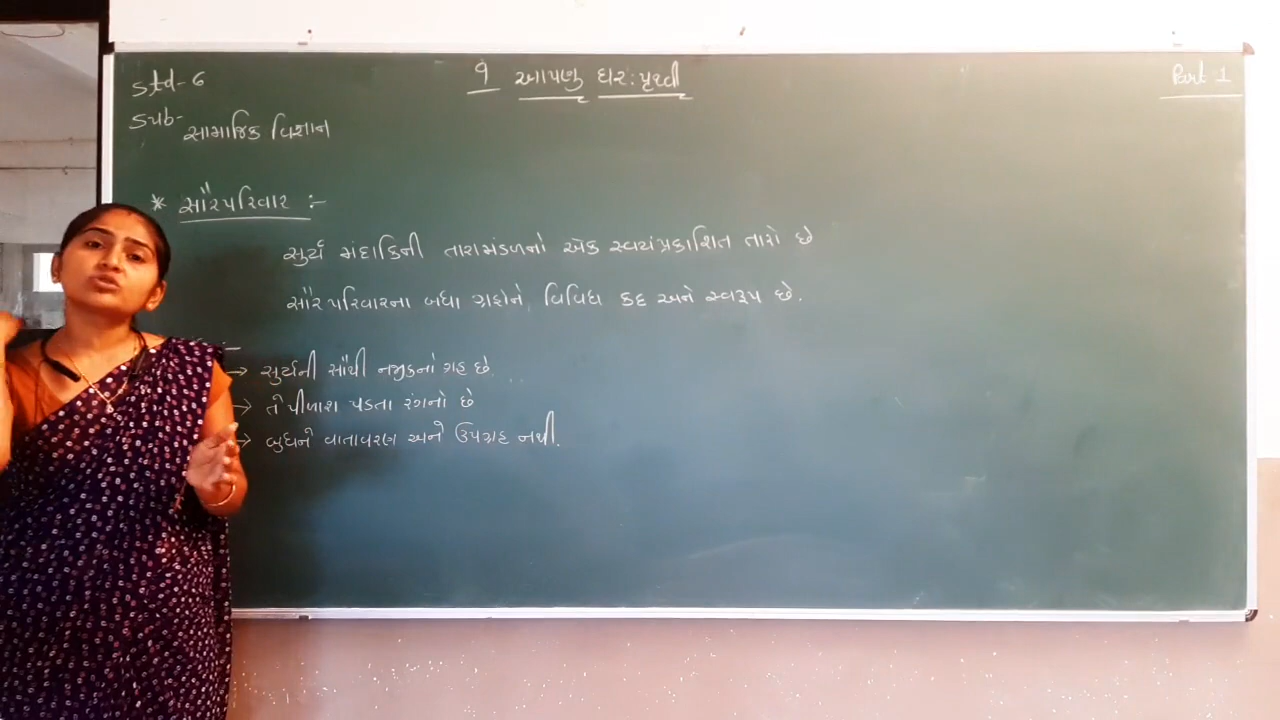 Std- 6
૧ આપણુ ઘર : પૃથ્વી
Part 1
Sub- સામાજિક વિજ્ઞાન
* સૌરપરિવાર :-
સુર્ય મંદાકિની તારામંડળનો એક સ્વયંપ્રકાશિત તારો છે
સૌર પરિવારના બધા ગ્રહોને વિવિધ કદ અને સ્વરૂપ છે.
:-
→ સુર્યની સૌથી નજીકનો ગ્રહ છે.
→ તે પીળાશ પડતા રંગનો છે
→ બુધને વાતાવરણ અને ઉપગ્રહ નથી.